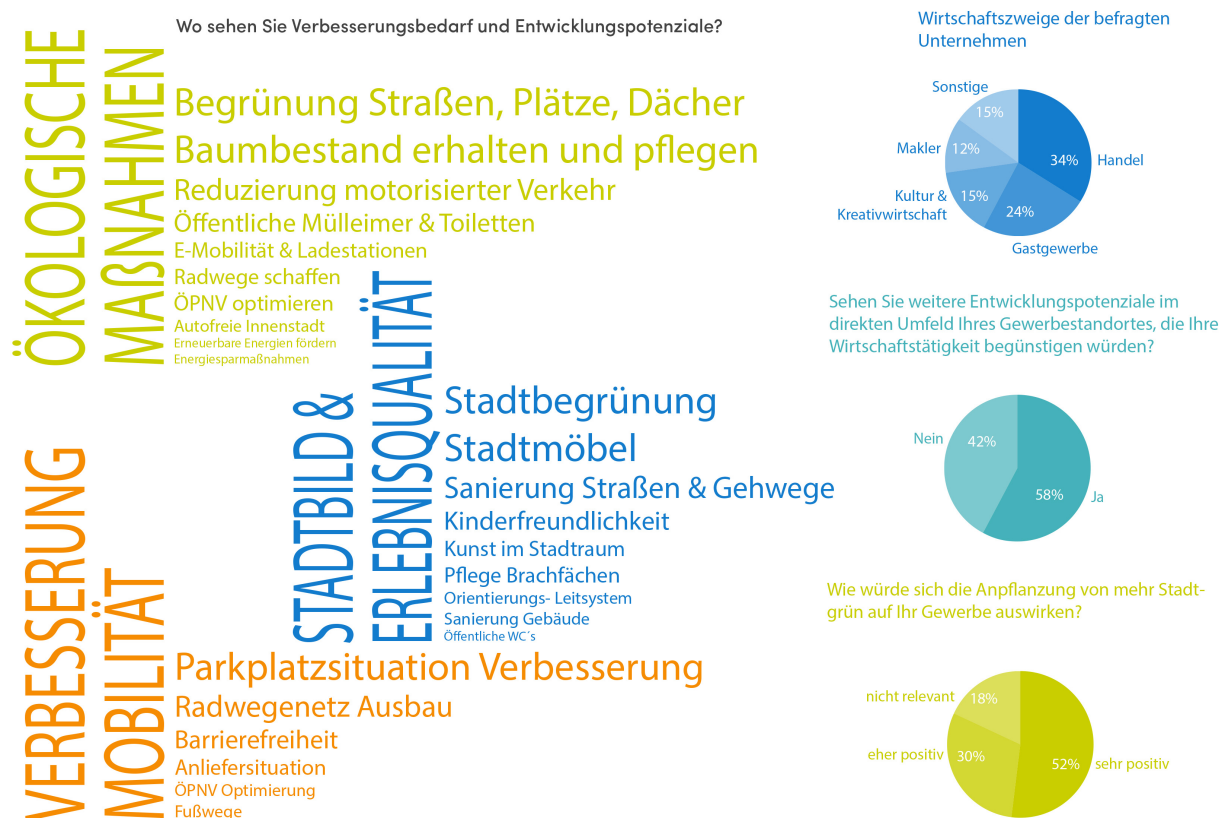 Wo sehen Sie Verbesserungsbedarf und Entwicklungspotenziale?
ÖKOLOGISCHE
MAßNAHMEN
Begrünung Straßen, Plätze, Dächer
Baumbestand erhalten und pflegen
Reduzierung motorisierter Verkehr
Öffentliche Mülleimer & Toiletten
E-Mobilität & Ladestationen
Radwege schaffen
ÖPNV optimieren
Autofreie Innenstadt
Erneuerbare Energien fördern
Energiesparmaßnahmen
STADTBILD &
ERLEBNISQUALITÄT
Stadtbegrünung
Stadtmöbel
Sanierung Straßen & Gehwege
Kinderfreundlichkeit
Kunst im Stadtraum
Pflege Brachfächen
Orientierungs- Leitsystem
Sanierung Gebäude
Öffentliche WC´s
VERBESSERUNG
MOBILITÄT
Parkplatzsituation Verbesserung
Radwegenetz Ausbau
Barrierefreiheit
Anliefersituation
ÖPNV Optimierung
Fußwege
Wirtschaftszweige der befragten
Unternehmen
Sonstige
15%
Makler
12%
34%
Handel
Kultur &
Kreativwirtschaft
15%
24%
Gastgewerbe
Sehen Sie weitere Entwicklungspotenziale im
direkten Umfeld Ihres Gewerbestandortes, die Ihre
Wirtschaftstätigkeit begünstigen würden?
Nein
42%
58%
Ja
Wie würde sich die Anpflanzung von mehr Stadt-
grün auf Ihr Gewerbe auswirken?
nicht relevant
18%
eher positiv
30%
52%
sehr positiv